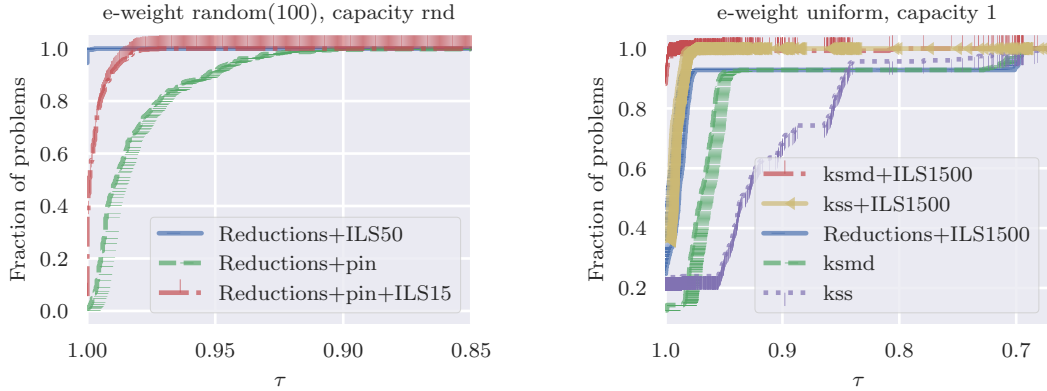 e-weight random(100), capacity rnd
Fraction of problems
1.0
0.8
0.6
0.4
0.2
0.0
Reductions+ILS50
Reductions+pin
Reductions+pin+ILS15
1.00
0.95
0.90
0.85
τ
e-weight uniform, capacity 1
Fraction of problems
1.0
0.8
0.6
0.4
0.2
ksmd+ILS1500
kss+ILS1500
Reductions+ILS1500
ksmd
kss
1.0
0.9
0.8
0.7
τ